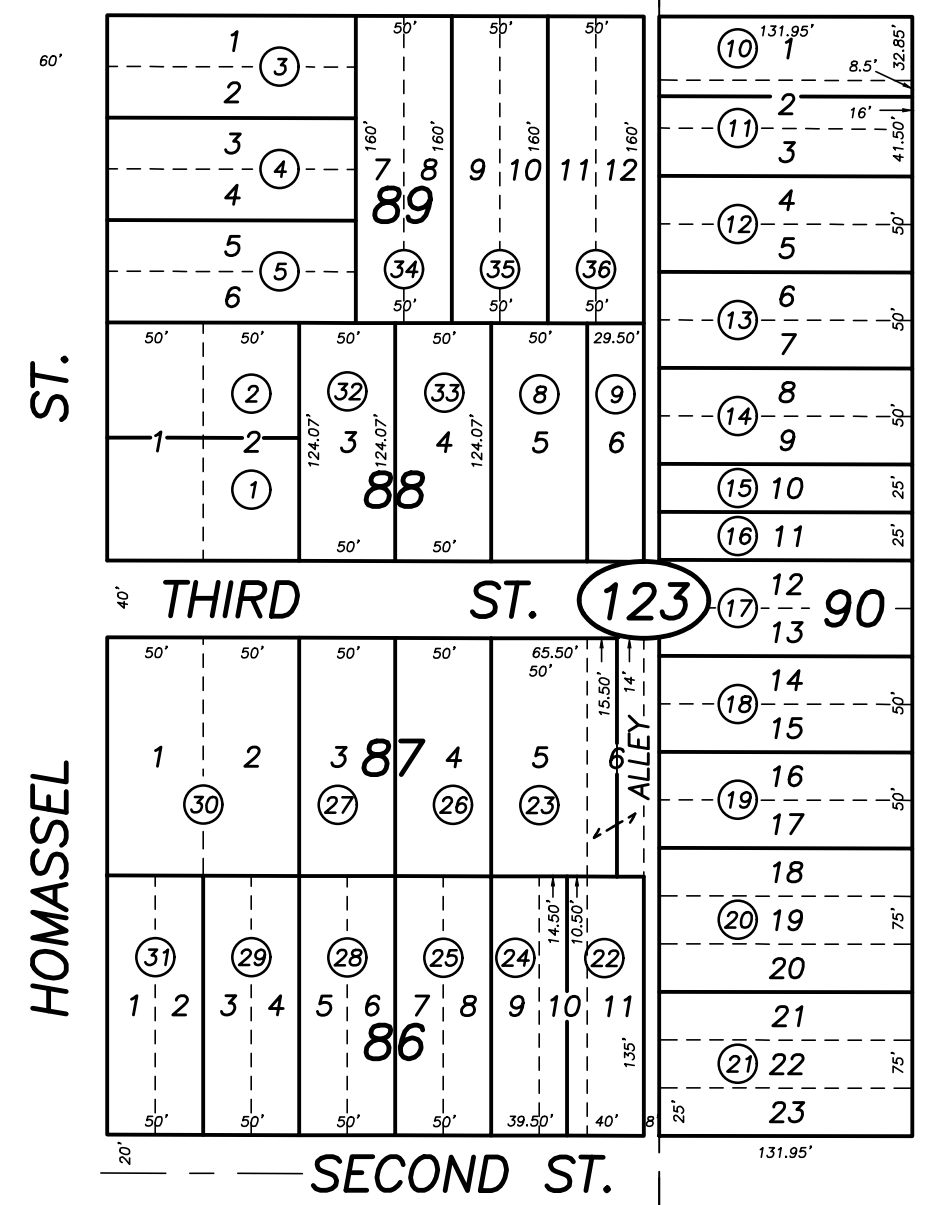 60'
1
3
2
3
4
4
5
5
6
50' 50' 50'
160' 160' 160' 160'
7 8 9 10 11 12
89
34 35 36
50' 50' 50'
50' 50' 50' 50' 50' 29.50'
2 32 33 8 9
1 2 3 4 5 6
124.07' 124.07' 124.07'
88
1
50' 50'
ST.
40'
THIRD ST.
123
50' 50' 50' 50' 65.50'
50'
15.50' 14'
1 2 3 4 5 6
87
ALLEY
30 27 26 23
HOMASSEL
14.50' 10.50'
31 29 28 25 24 22
1 2 3 4 5 6 7 8 9 10 11
86
135'
50' 50' 50' 50' 39.50' 40' 8'
20'
SECOND ST.
131.95'
10 1
32.85'
8.5'
2
16'
11
41.50'
3
4
12 50'
5
6
13 50'
7
8
14 50'
9
15 10 25'
16 11 25'
12
17 90
13
14
18 50'
15
16
19 50'
17
18
20 19 75'
20
21
21 22 75'
23
25'
131.95'